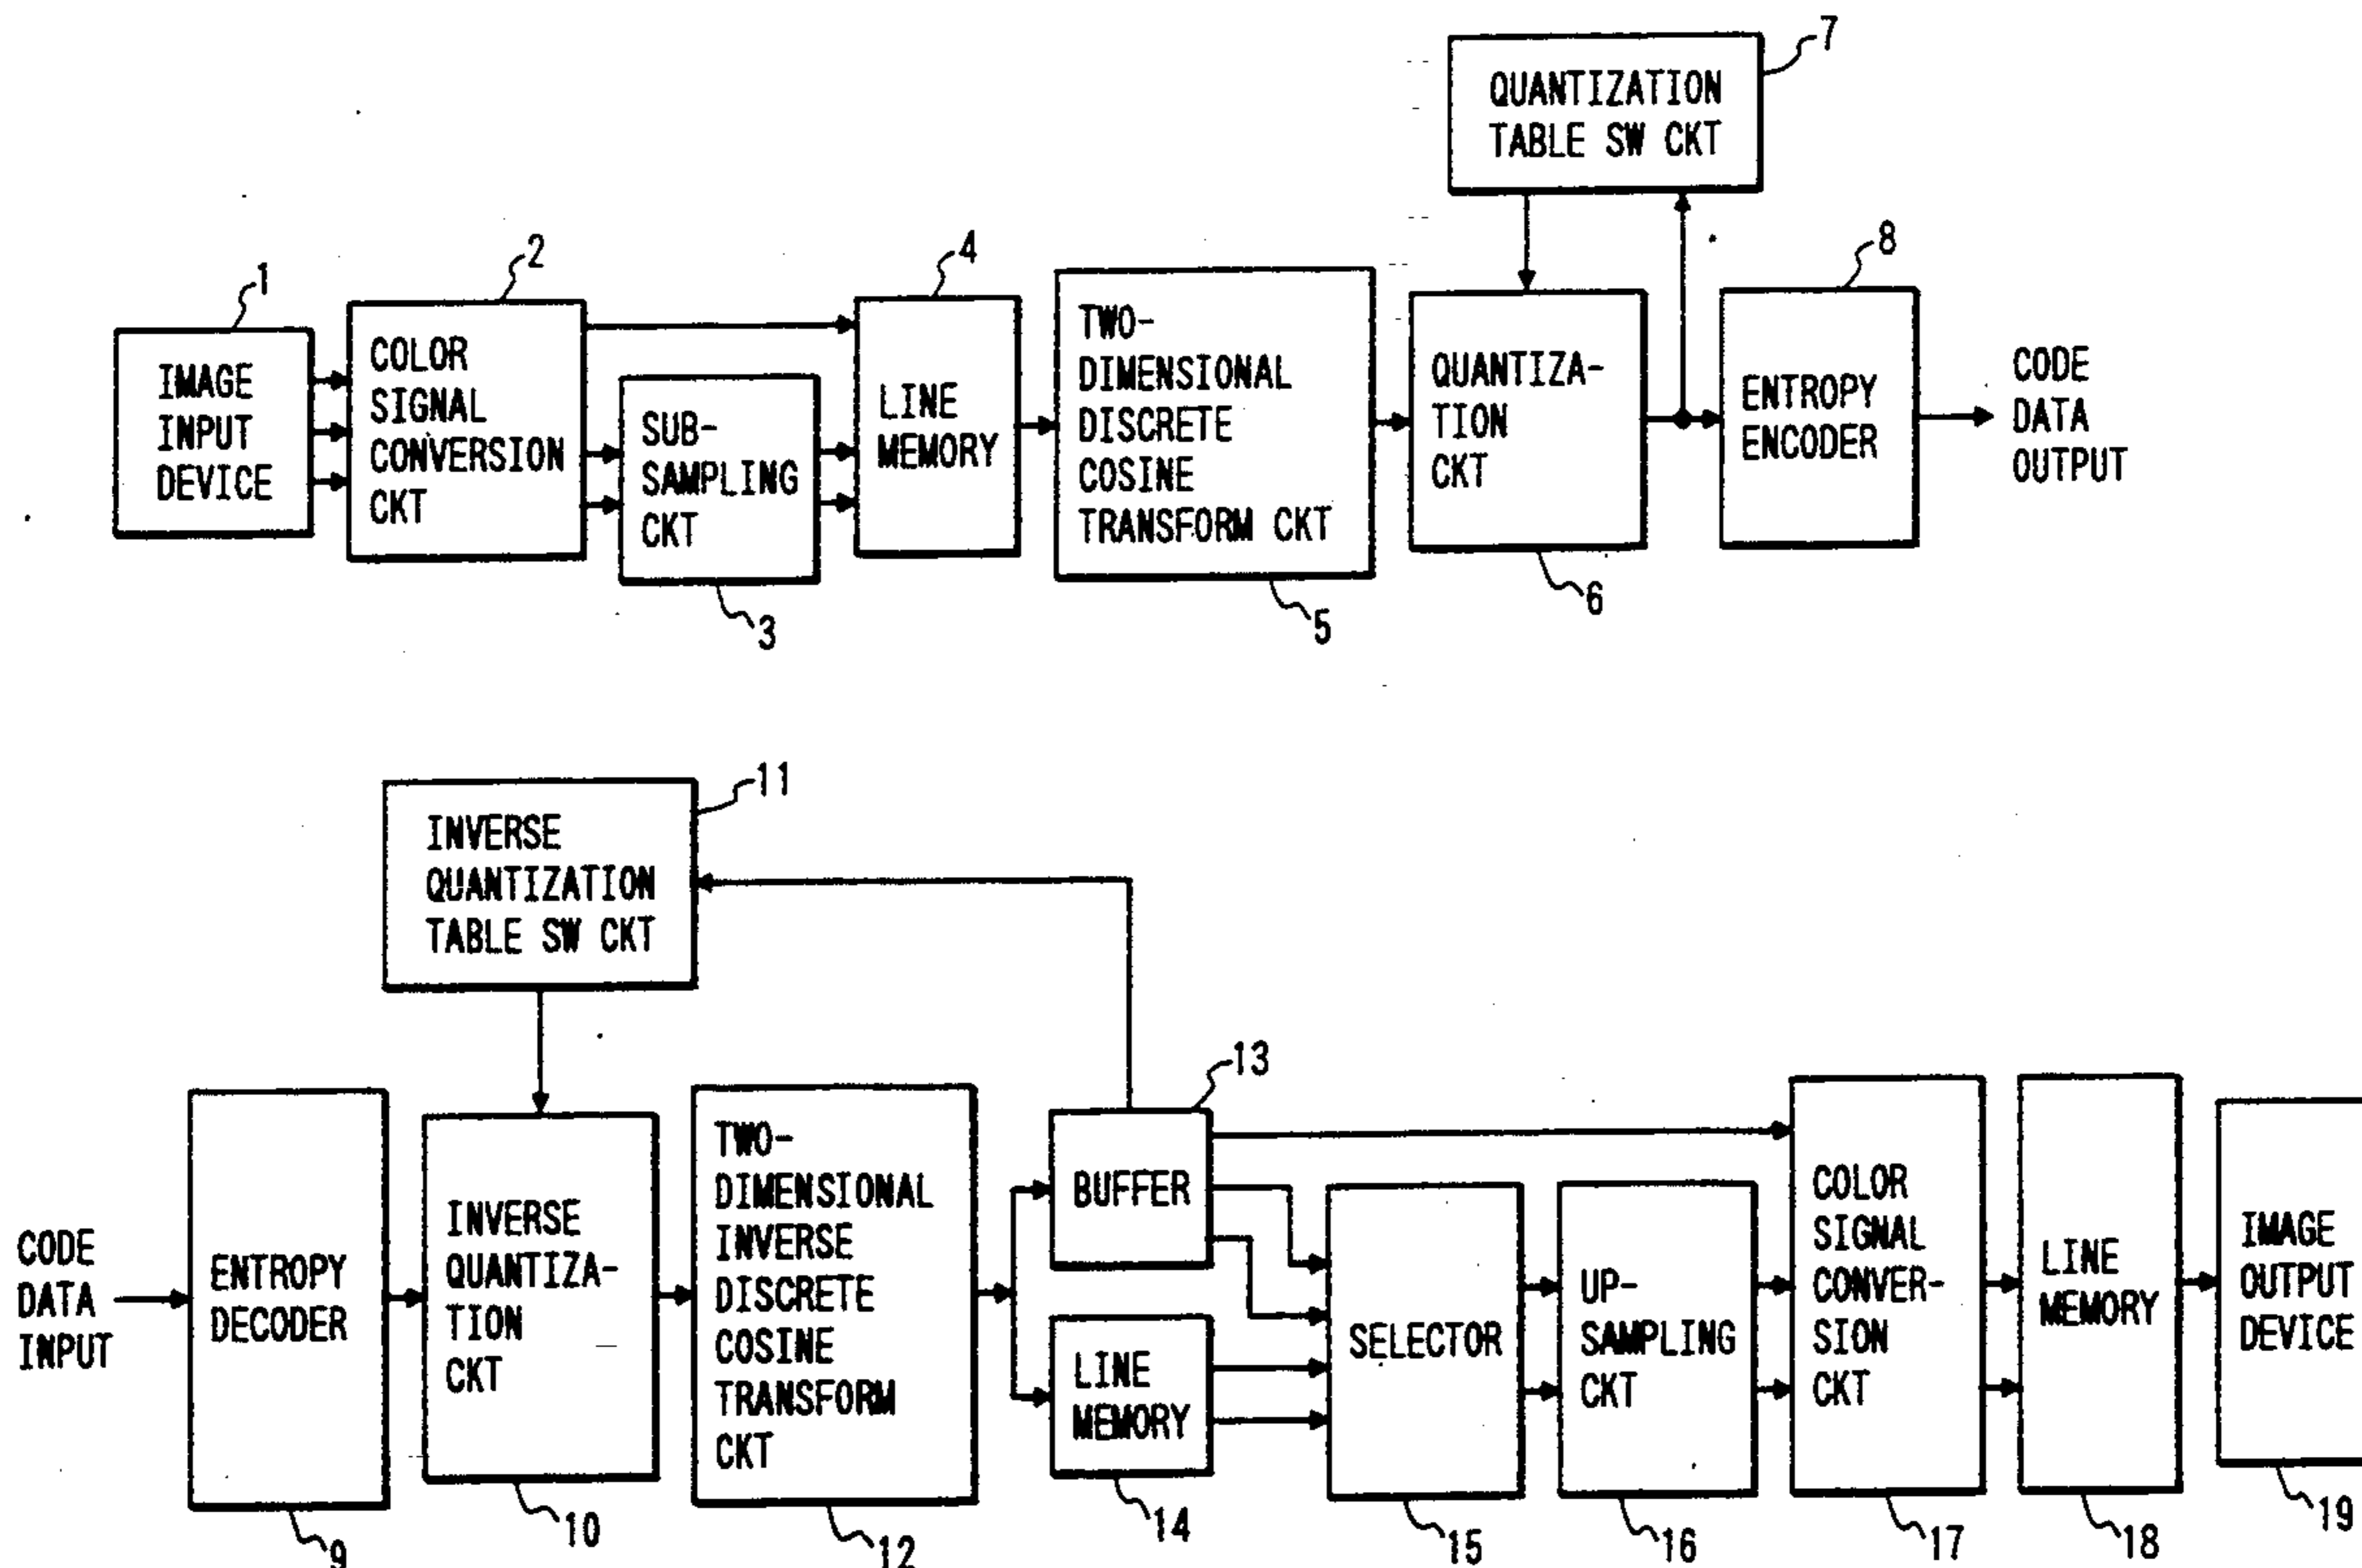 7
QUANTIZATION
TABLE SW CKT
1
2
4
8
IMAGE
INPUT
DEVICE
COLOR
SIGNAL
CONVERSION
CKT
SUB-
SAMPLING
CKT
LINE
MEMORY
TWO-
DIMENSIONAL
DISCRETE
COSINE
TRANSFORM CKT
QUANTIZA-
TION
CKT
ENTROPY
ENCODER
CODE
DATA
OUTPUT
3
5
6
11
INVERSE
QUANTIZATION
TABLE SW CKT
13
CODE
DATA
INPUT
ENTROPY
DECODER
INVERSE
QUANTIZA-
TION
CKT
TWO-
DIMENSIONAL
INVERSE
DISCRETE
COSINE
TRANSFORM
CKT
BUFFER
LINE
MEMORY
SELECTOR
UP-
SAMPLING
CKT
COLOR
SIGNAL
CONVER-
SION
CKT
LINE
MEMORY
IMAGE
OUTPUT
DEVICE
9
10
12
14
15
16
17
18
19